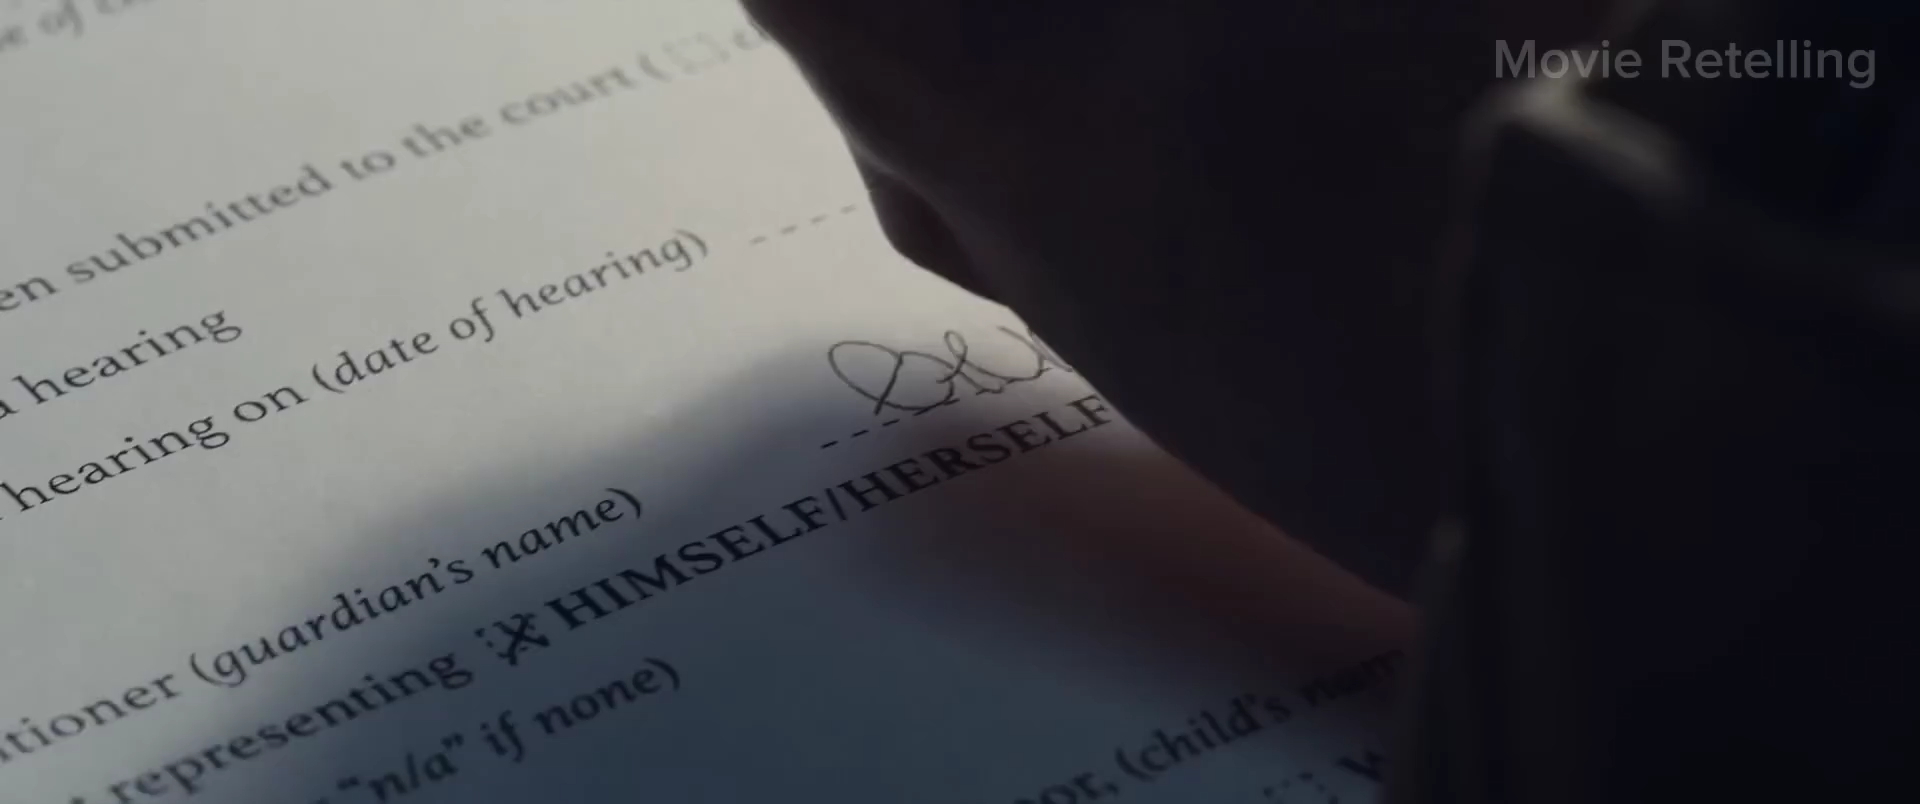 Movie Retelling
en submitted to the court (
hearing
hearing on (date of hearing) ----
tioner (guardian's name) ---
representing HIMSELF/HERSELF
"n/a" if none)
or, (child's